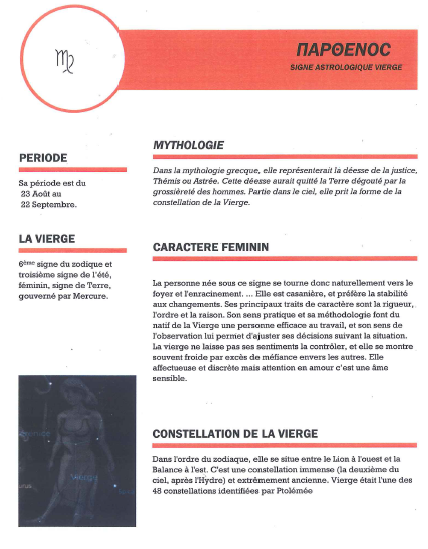 ΠΑΡΘΕΝΟC
SIGNE ASTROLOGIQUE VIERGE
PERIODE
Sa période est du
23 Août au
22 Septembre.
LA VIERGE
6ème signe du zodique et
troisième signe de l'été,
féminin, signe de Terre,
gouverné par Mercure.
MYTHOLOGIE
Dans la mythologie grecque, elle représenterait la déesse de la justice,
Thémis ou Astrée. Cette déesse aurait quitté la Terre dégouté par la
grossièreté des hommes. Partie dans le ciel, elle prit la forme de la
constellation de la Vierge.
CARACTERE FEMININ
La personne née sous ce signe se tourne donc naturellement vers le
foyer et l'enracinement. ... Elle est casanière, et préfère la stabilité
aux changements. Ses principaux traits de caractère sont la rigueur,
l'ordre et la raison. Son sens pratique et sa méthodologie font du
natif de la Vierge une personne efficace au travail, et son sens de
l'observation lui permet d'ajuster ses décisions suivant la situation.
La vierge ne laisse pas ses sentiments la contrôler, et elle se montre
souvent froide par excès de méfiance envers les autres. Elle
affectueuse et discrète mais attention en amour c'est une âme
sensible.
CONSTELLATION DE LA VIERGE
Dans l'ordre du zodiaque, elle se situe entre le Lion à l'ouest et la
Balance à l'est. C'est une constellation immense (la deuxième du
ciel, après l'Hydre) et extrêmement ancienne. Vierge était l'une des
48 constellations identifiées par Ptolémée